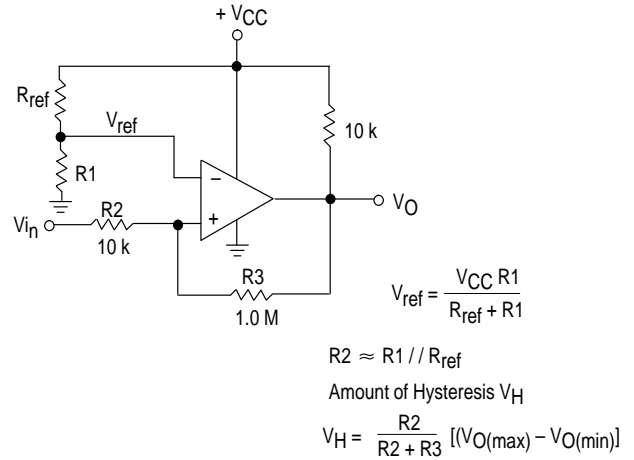 + VCC
Rref
Vref
10 k
R1
−
VO
Vin
R2
+
10 k
R3
1.0 M
Vref = VCC R1 / Rref + R1
R2 ≈ R1 // Rref
Amount of Hysteresis VH
VH = R2 / R2 + R3 [(VO(max) – VO(min)]